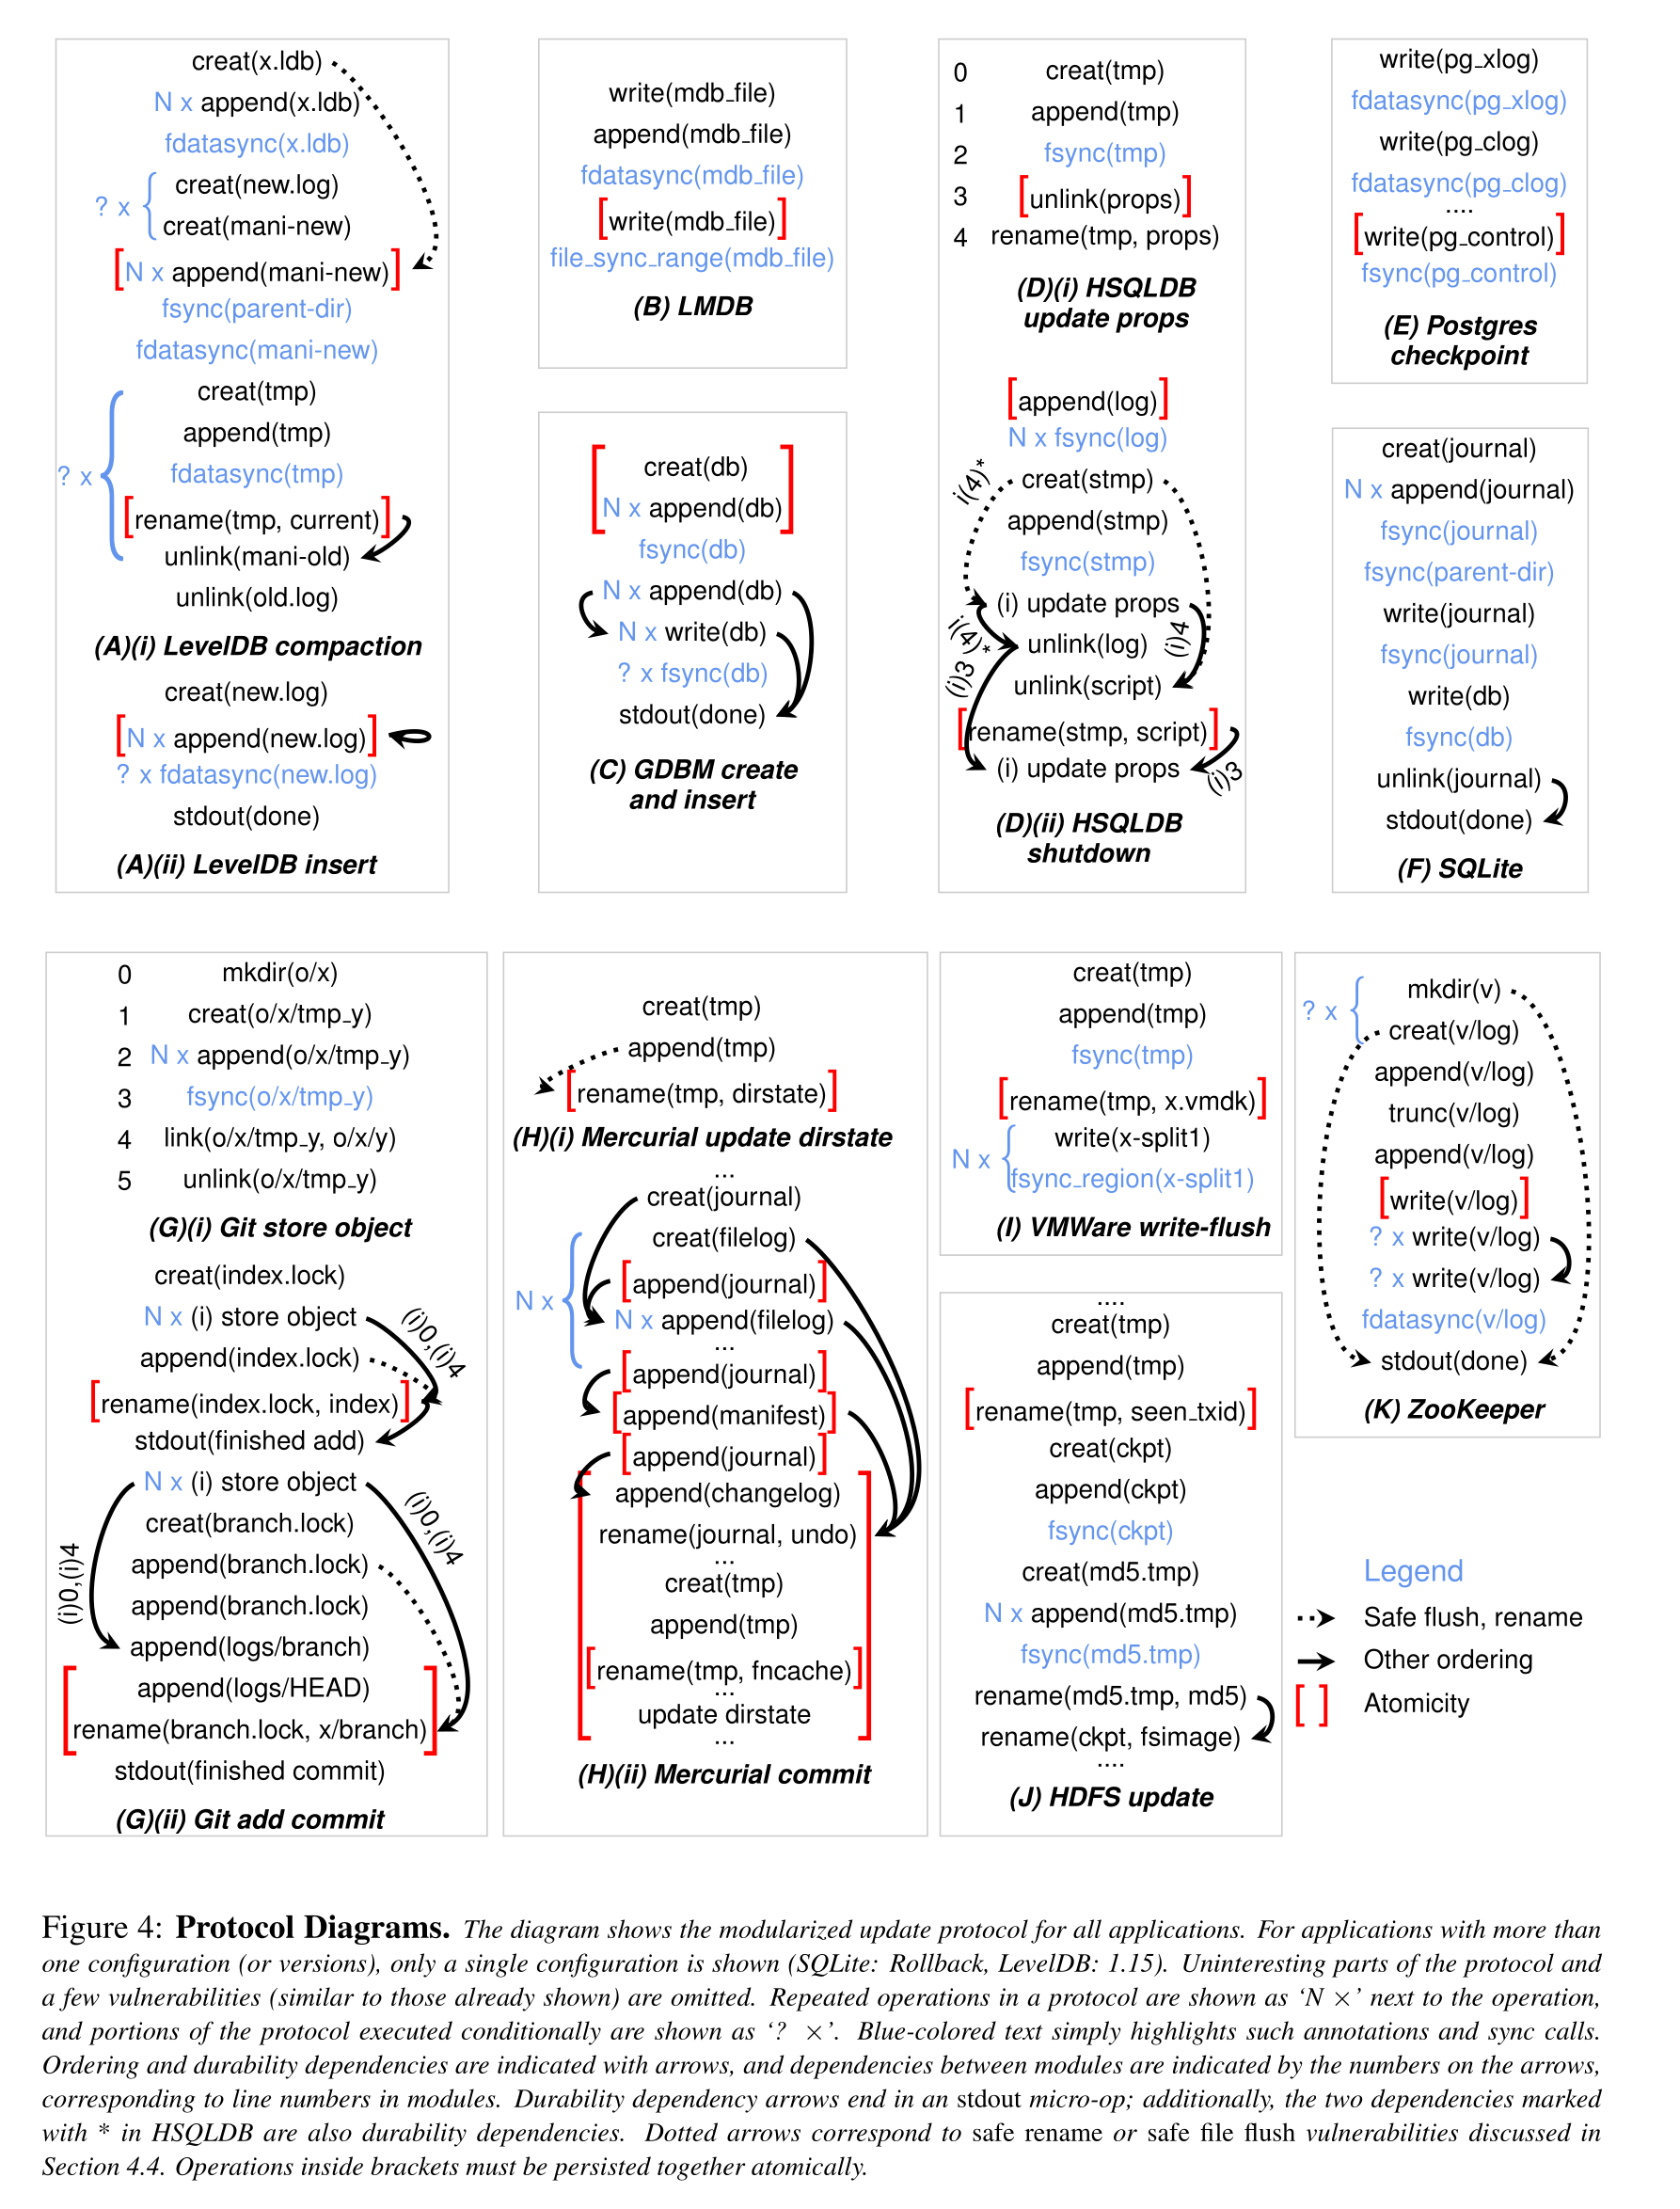 creat(x.ldb)
N x append(x.ldb)
fdatasync(x.ldb)
creat(new.log)
? x
creat(mani-new)
[N x append(mani-new)]
fsync(parent-dir)
fdatasync(mani-new)
creat(tmp)
append(tmp)
? x
fdatasync(tmp)
[rename(tmp, current)]
unlink(mani-old)
unlink(old.log)
(A)(i) LevelDB compaction
creat(new.log)
[N x append(new.log)]
? x fdatasync(new.log)
stdout(done)
(A)(ii) LevelDB insert
write(mdb_file)
append(mdb_file)
fdatasync(mdb_file)
[write(mdb_file)]
file_sync_range(mdb_file)
(B) LMDB
creat(db)
N x append(db)
fsync(db)
N x append(db)
N x write(db)
? x fsync(db)
stdout(done)
(C) GDBM create
and insert
0 creat(tmp)
1 append(tmp)
2 fsync(tmp)
3 [unlink(props)]
4 rename(tmp, props)
(D)(i) HSQLDB
update props
[append(log)]
N x fsync(log)
i(4)*
creat(stmp)
append(stmp)
fsync(stmp)
(i) update props
i(4)*
unlink(log)
(i)4
(i)3
unlink(script)
[rename(stmp, script)]
(i) update props
(i)3
(D)(ii) HSQLDB
shutdown
write(pg_xlog)
fdatasync(pg_xlog)
write(pg_clog)
fdatasync(pg_clog)
....
[write(pg_control)]
fsync(pg_control)
(E) Postgres
checkpoint
creat(journal)
N x append(journal)
fsync(journal)
fsync(parent-dir)
write(journal)
fsync(journal)
write(db)
fsync(db)
unlink(journal)
stdout(done)
(F) SQLite
0 mkdir(o/x)
1 creat(o/x/tmp_y)
2 N x append(o/x/tmp_y)
3 fsync(o/x/tmp_y)
4 link(o/x/tmp_y, o/x/y)
5 unlink(o/x/tmp_y)
(G)(i) Git store object
creat(index.lock)
N x (i) store object
(i)0,(i)4
append(index.lock)
[rename(index.lock, index)]
stdout(finished add)
N x (i) store object
(i)0,(i)4
creat(branch.lock)
append(branch.lock)
(i)0,(i)4
append(branch.lock)
append(logs/branch)
append(logs/HEAD)
rename(branch.lock, x/branch)
stdout(finished commit)
(G)(ii) Git add commit
creat(tmp)
append(tmp)
[rename(tmp, dirstate)]
(H)(i) Mercurial update dirstate
...
creat(journal)
creat(filelog)
[append(journal)]
N x
N x append(filelog)
...
[append(journal)]
[append(manifest)]
[append(journal)]
append(changelog)
rename(journal, undo)
...
creat(tmp)
append(tmp)
[rename(tmp, fncache)]
...
update dirstate
...
(H)(ii) Mercurial commit
creat(tmp)
append(tmp)
fsync(tmp)
[rename(tmp, x.vmdk)]
write(x-split1)
N x
fsync_region(x-split1)
(I) VMWare write-flush
....
creat(tmp)
append(tmp)
[rename(tmp, seen_txid)]
creat(ckpt)
append(ckpt)
fsync(ckpt)
creat(md5.tmp)
N x append(md5.tmp)
fsync(md5.tmp)
rename(md5.tmp, md5)
rename(ckpt, fsimage)
....
(J) HDFS update
mkdir(v)
? x
creat(v/log)
append(v/log)
trunc(v/log)
append(v/log)
[write(v/log)]
? x write(v/log)
? x write(v/log)
fdatasync(v/log)
stdout(done)
(K) ZooKeeper
Legend
Safe flush, rename
Other ordering
[ ] Atomicity
Figure 4: Protocol Diagrams. The diagram shows the modularized update protocol for all applications. For applications with more than
one configuration (or versions), only a single configuration is shown (SQLite: Rollback, LevelDB: 1.15). Uninteresting parts of the protocol and
a few vulnerabilities (similar to those already shown) are omitted. Repeated operations in a protocol are shown as ‘N ×’ next to the operation,
and portions of the protocol executed conditionally are shown as ‘? ×’. Blue-colored text simply highlights such annotations and sync calls.
Ordering and durability dependencies are indicated with arrows, and dependencies between modules are indicated by the numbers on the arrows,
corresponding to line numbers in modules. Durability dependency arrows end in an stdout micro-op; additionally, the two dependencies marked
with * in HSQLDB are also durability dependencies. Dotted arrows correspond to safe rename or safe file flush vulnerabilities discussed in
Section 4.4. Operations inside brackets must be persisted together atomically.